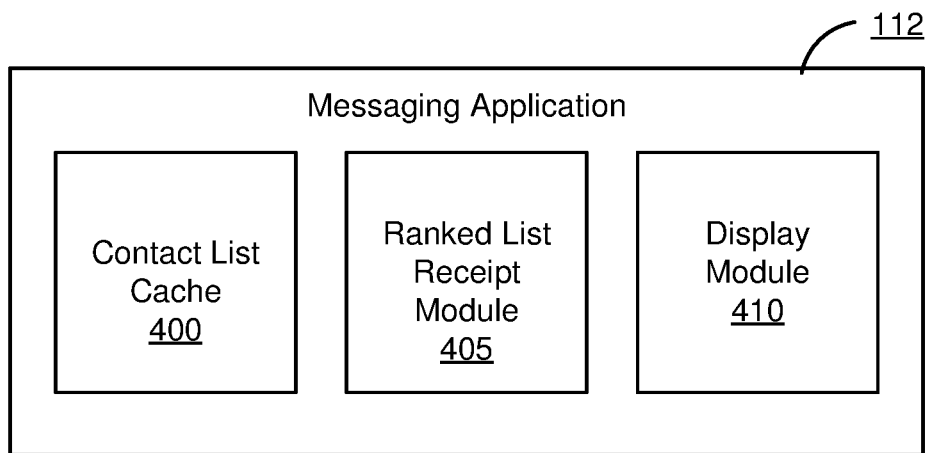 112
Messaging Application
Contact List
Cache
400
Ranked List
Receipt
Module
405
Display
Module
410